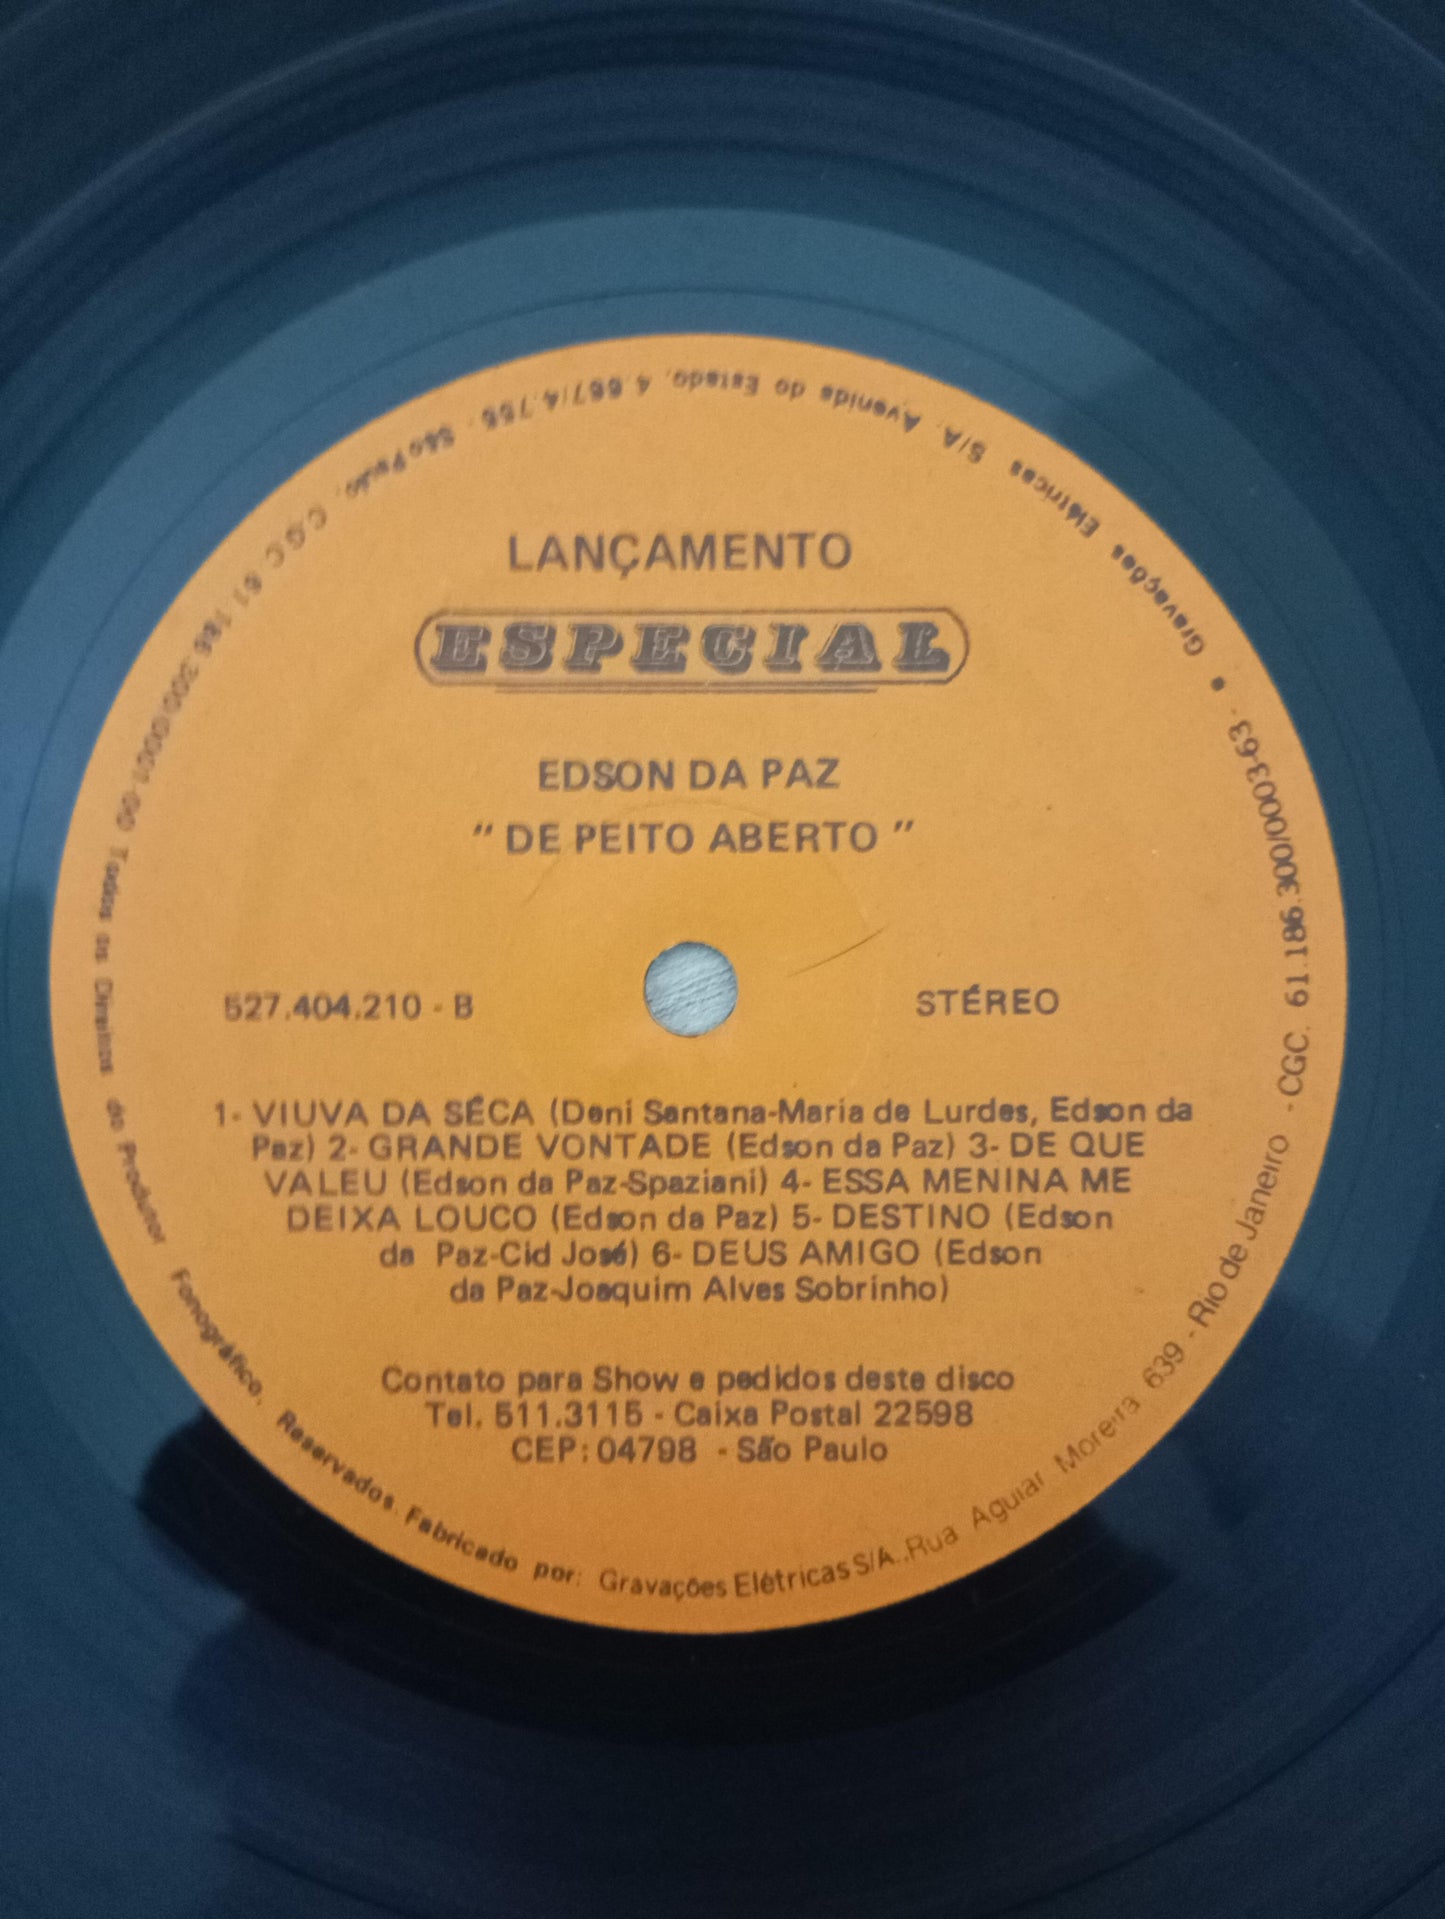 LANÇAMENTO
ESPECIAL
EDSON DA PAZ
" DE PEITO ABERTO "
527.404.210 - B
STÉREO
1- VIUVA DA SÊCA (Deni Santana-Maria de Lurdes, Edson da
Paz) 2- GRANDE VONTADE (Edson da Paz) 3- DE QUE
VALEU (Edson da Paz-Spaziani) 4- ESSA MENINA ME
DEIXA LOUCO (Edson da Paz) 5- DESTINO (Edson
da Paz-Cid José) 6- DEUS AMIGO (Edson
da Paz-Joaquim Alves Sobrinho)
Contato para Show e pedidos deste disco
Tel. 511.3115 - Caixa Postal 22598
CEP: 04798 - São Paulo
• Gravações Elétricas S/A, Avenida do Estado, 4.667/4.755 - São Paulo, C.G.C. 61.186.300/0001-00 Todos os Direitos do Produtor Fonográfico, Reservados. Fabricado por: Gravações Elétricas S/A.,Rua Aguiar Moreira 639 - Rio de Janeiro - CGC. 61.186.300/0003-63.